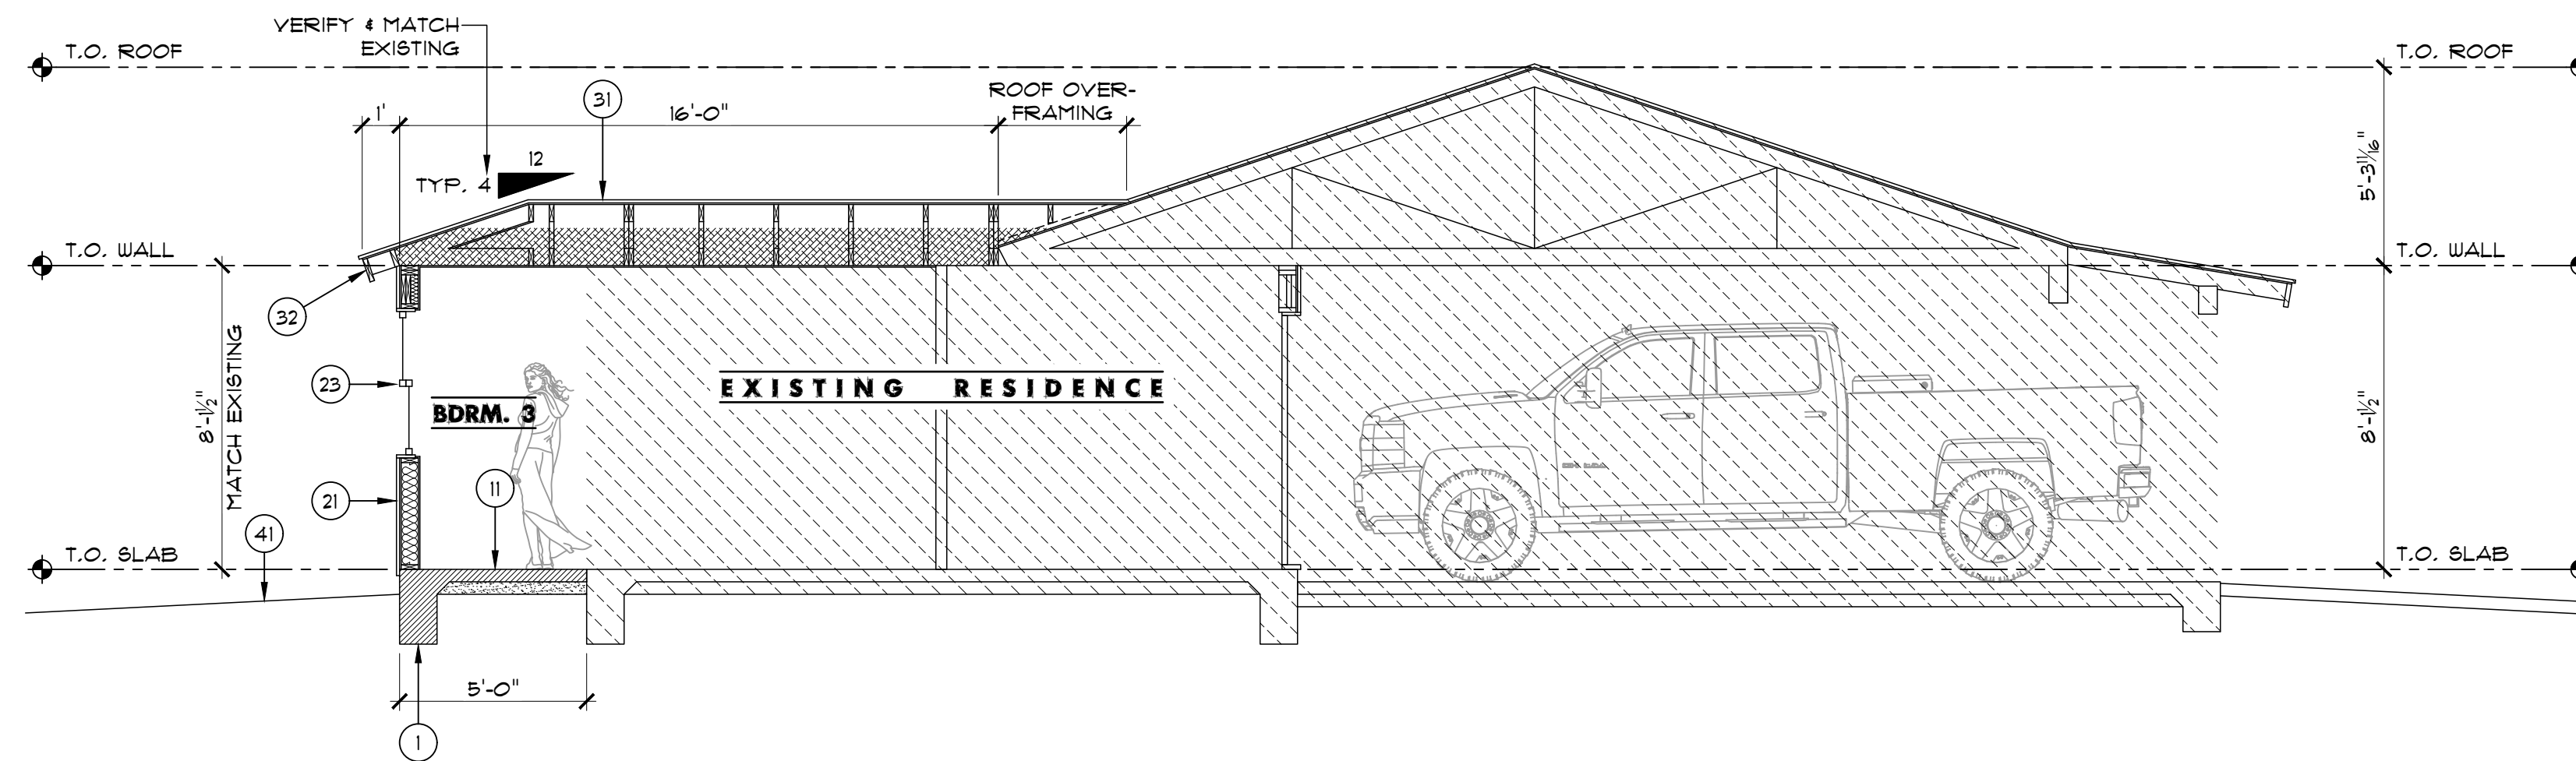 VERIFY & MATCH
EXISTING
T.O. ROOF
T.O. ROOF
31
ROOF OVER-
FRAMING
1'
16'-0"
12
TYP. 4
5'-3 11/16"
T.O. WALL
T.O. WALL
32
23
EXISTING RESIDENCE
BDRM. 3
8'-1 1/2"
MATCH EXISTING
8'-1 1/2"
21
11
41
T.O. SLAB
T.O. SLAB
5'-0"
1